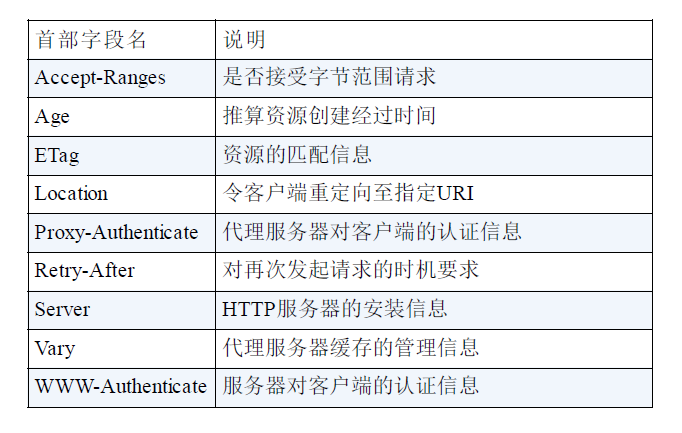 首部字段名 说明
Accept-Ranges 是否接受字节范围请求
Age 推算资源创建经过时间
ETag 资源的匹配信息
Location 令客户端重定向至指定URI
Proxy-Authenticate 代理服务器对客户端的认证信息
Retry-After 对再次发起请求的时机要求
Server HTTP服务器的安装信息
Vary 代理服务器缓存的管理信息
WWW-Authenticate 服务器对客户端的认证信息